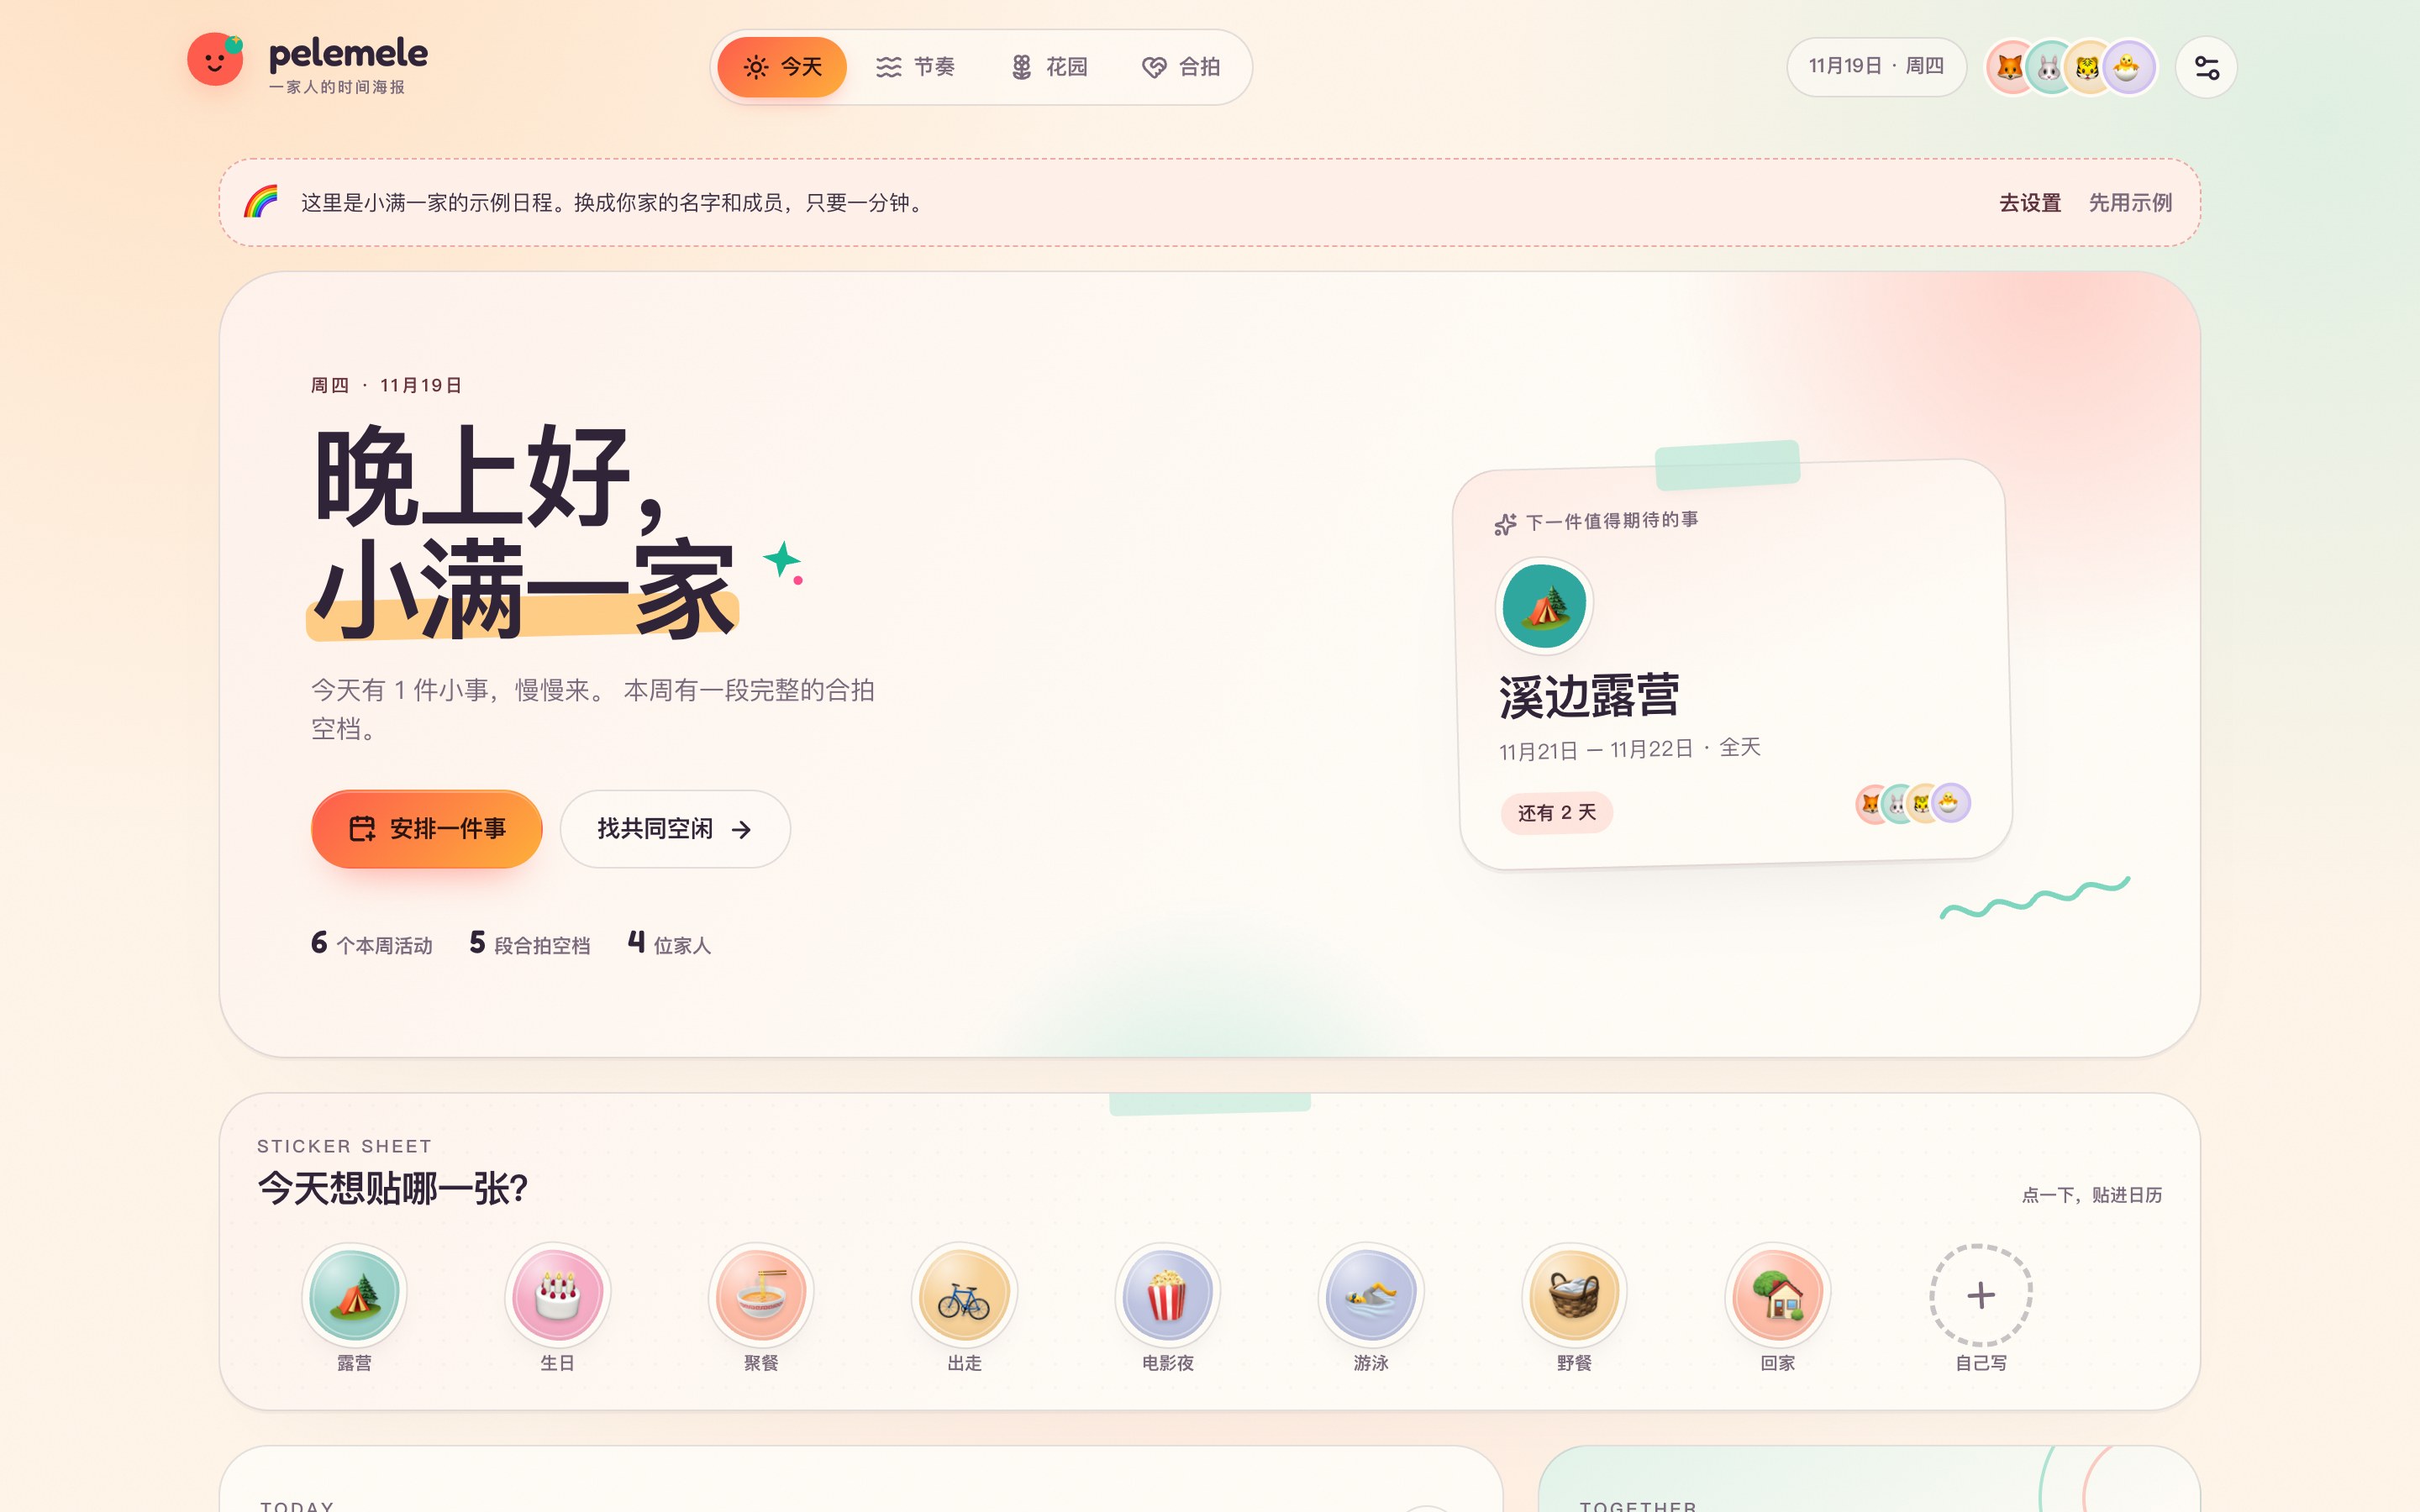 pelemele
一家人的时间海报
今天
节奏
花园
合拍
11月19日 · 周四
这里是小满一家的示例日程。换成你家的名字和成员，只要一分钟。
去设置
先用示例
周四 · 11月19日
晚上好，
小满一家
今天有 1 件小事，慢慢来。 本周有一段完整的合拍
空档。
安排一件事
找共同空闲
6 个本周活动
5 段合拍空档
4 位家人
下一件值得期待的事
溪边露营
11月21日 — 11月22日 · 全天
还有 2 天
STICKER SHEET
今天想贴哪一张？
点一下，贴进日历
露营
生日
聚餐
出走
电影夜
游泳
野餐
回家
自己写
TODAY
TOGETHER